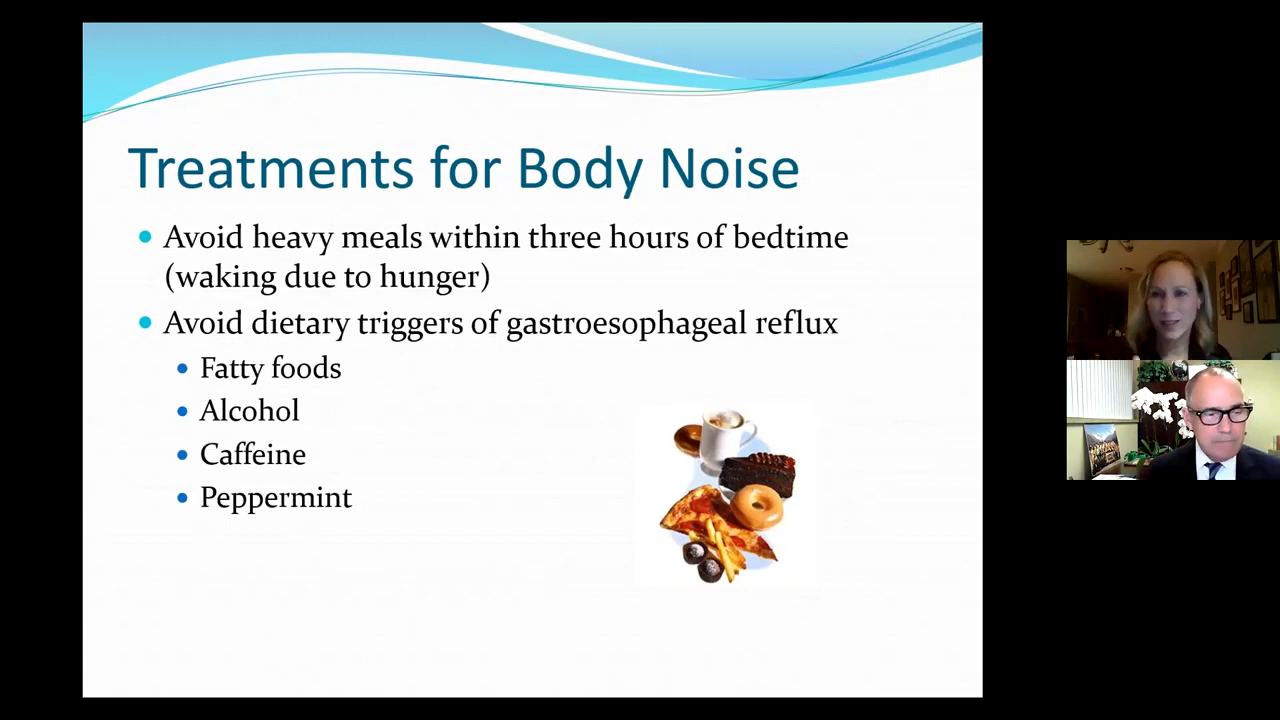 Treatments for Body Noise
Avoid heavy meals within three hours of bedtime
(waking due to hunger)
Avoid dietary triggers of gastroesophageal reflux
Fatty foods
Alcohol
Caffeine
Peppermint